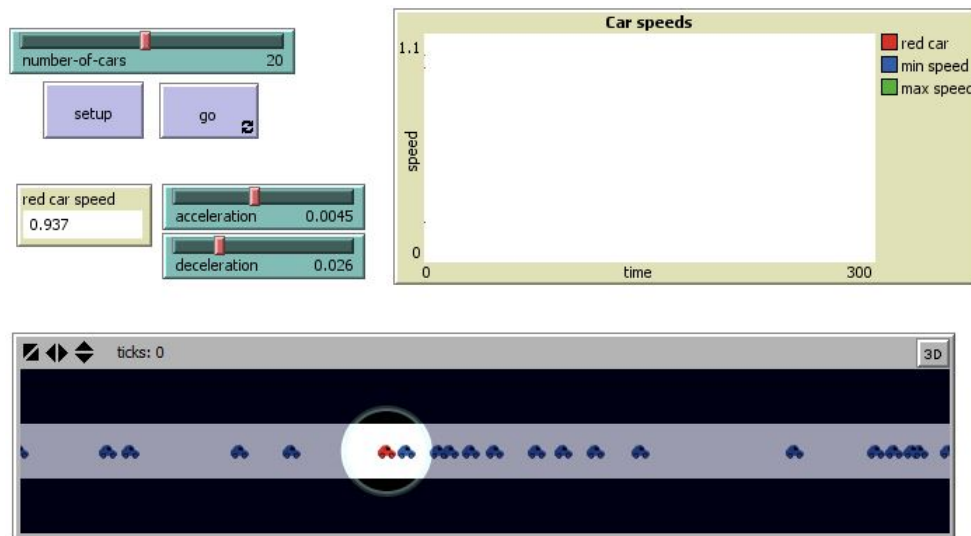 number-of-cars 20
setup
go
red car speed
0.937
acceleration 0.0045
deceleration 0.026
Car speeds
1.1
speed
0
0 time 300
red car
min speed
max speed
ticks: 0
3D